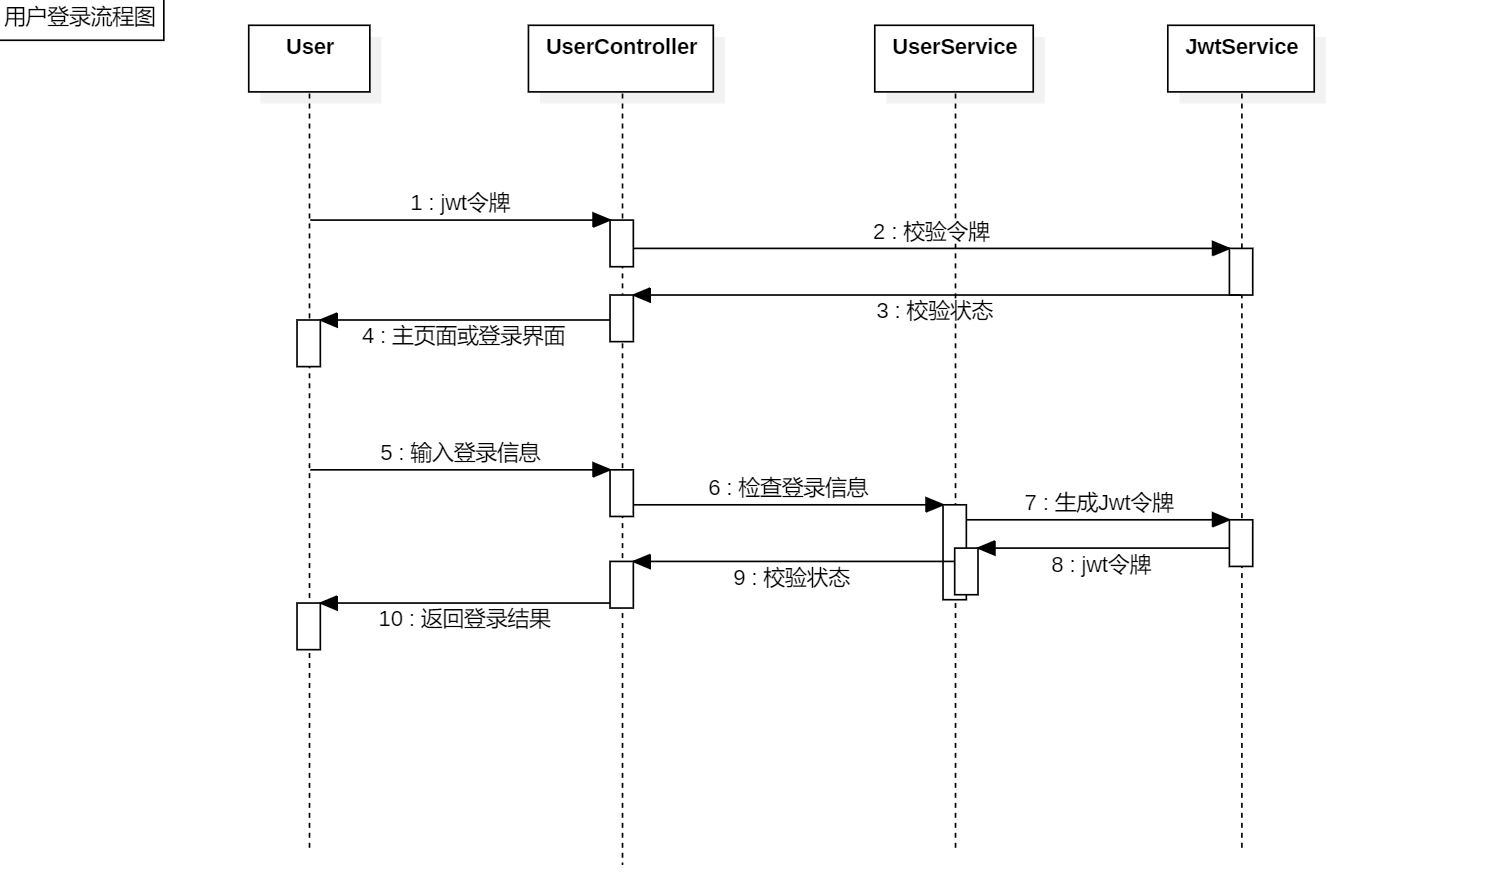 用户登录流程图
User
UserController
UserService
JwtService
1 : jwt令牌
2 : 校验令牌
3 : 校验状态
4 : 主页面或登录界面
5 : 输入登录信息
6 : 检查登录信息
7 : 生成Jwt令牌
8 : jwt令牌
9 : 校验状态
10 : 返回登录结果